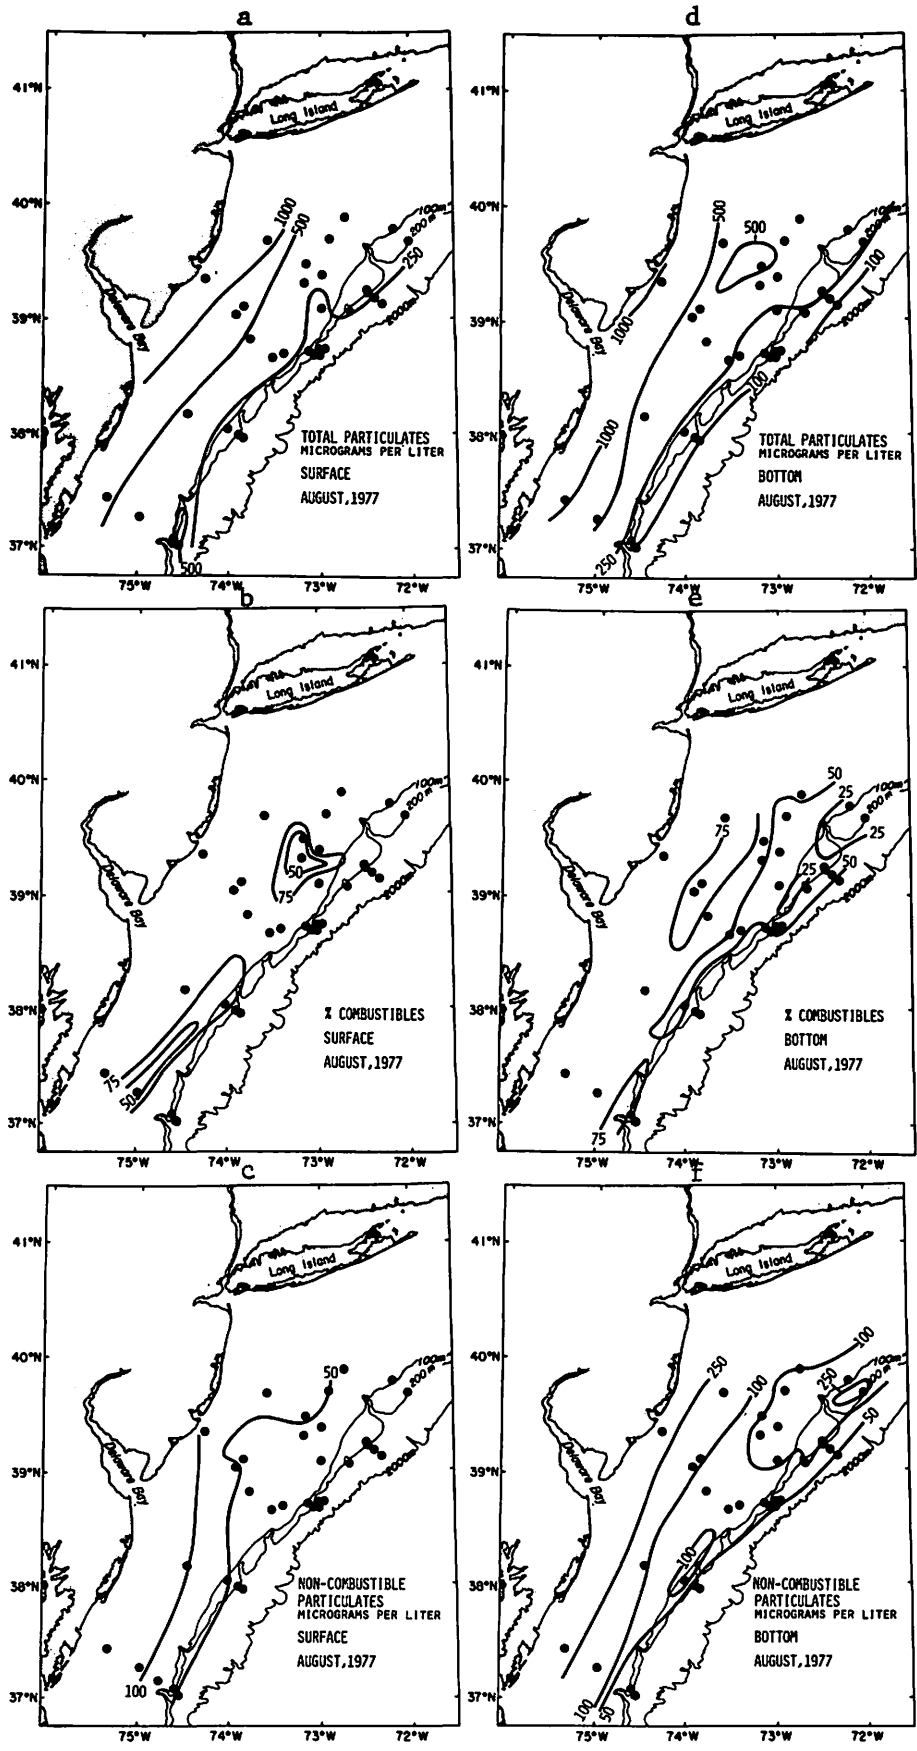 a
41°N
40°N
39°N
38°N
37°N
75°W
74°W
73°W
72°W
Long Island
Delaware Bay
1000
500
250
500
100m
200m
2000m
TOTAL PARTICULATES
MICROGRAMS PER LITER
SURFACE
AUGUST,1977
d
41°N
40°N
39°N
38°N
37°N
75°W
74°W
73°W
72°W
Long Island
Delaware Bay
500
500
1000
1000
100
100
250
100m
200m
2000m
TOTAL PARTICULATES
MICROGRAMS PER LITER
BOTTOM
AUGUST,1977
b
41°N
40°N
39°N
38°N
37°N
75°W
74°W
73°W
72°W
Long Island
Delaware Bay
50
75
75
50
100m
200m
2000m
% COMBUSTIBLES
SURFACE
AUGUST,1977
e
41°N
40°N
39°N
38°N
37°N
75°W
74°W
73°W
72°W
Long Island
Delaware Bay
50
25
75
25
50
25
75
100m
200m
2000m
% COMBUSTIBLES
BOTTOM
AUGUST,1977
c
41°N
40°N
39°N
38°N
37°N
75°W
74°W
73°W
72°W
Long Island
Delaware Bay
50
100
100m
200m
2000m
NON-COMBUSTIBLE
PARTICULATES
MICROGRAMS PER LITER
SURFACE
AUGUST,1977
f
41°N
40°N
39°N
38°N
37°N
75°W
74°W
73°W
72°W
Long Island
Delaware Bay
100
250
100
250
50
100
100
50
100m
200m
2000m
NON-COMBUSTIBLE
PARTICULATES
MICROGRAMS PER LITER
BOTTOM
AUGUST,1977